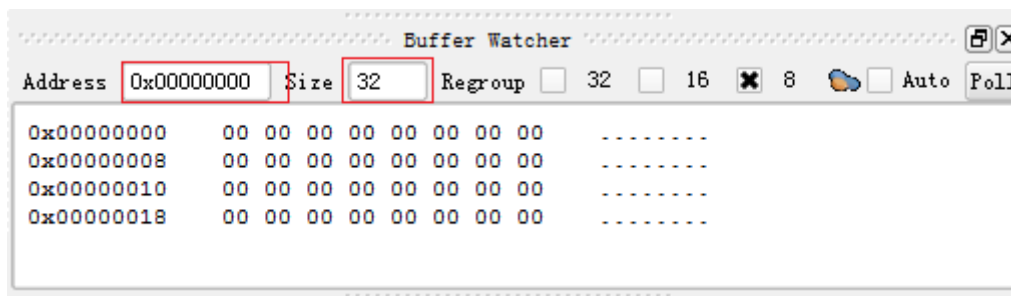 Buffer Watcher
Address 0x00000000 Size 32 Regroup 32 16 8 Auto Poll
0x00000000 00 00 00 00 00 00 00 00 ........
0x00000008 00 00 00 00 00 00 00 00 ........
0x00000010 00 00 00 00 00 00 00 00 ........
0x00000018 00 00 00 00 00 00 00 00 ........